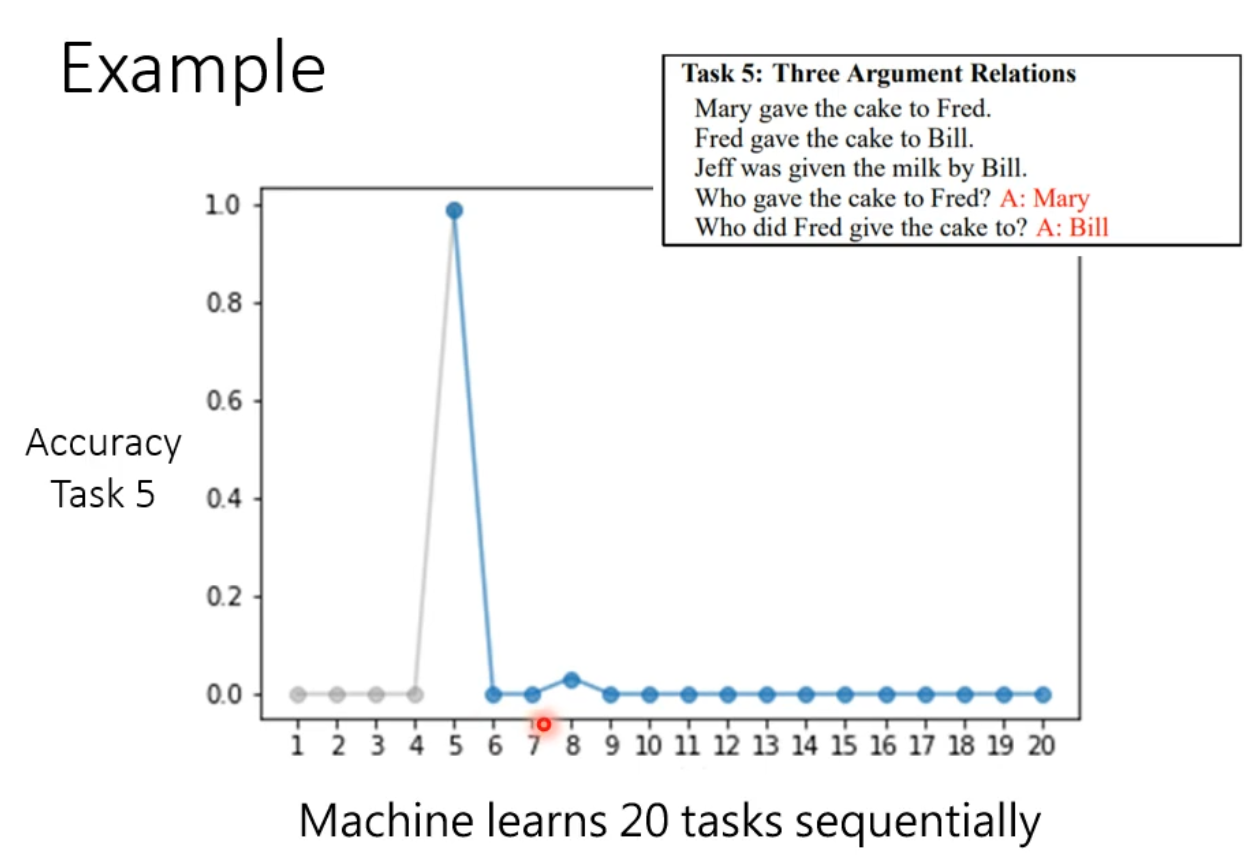 Example
Task 5: Three Argument Relations
Mary gave the cake to Fred.
Fred gave the cake to Bill.
Jeff was given the milk by Bill.
Who gave the cake to Fred? A: Mary
Who did Fred give the cake to? A: Bill
1.0
0.8
0.6
0.4
0.2
0.0
Accuracy
Task 5
1 2 3 4 5 6 7 8 9 10 11 12 13 14 15 16 17 18 19 20
Machine learns 20 tasks sequentially